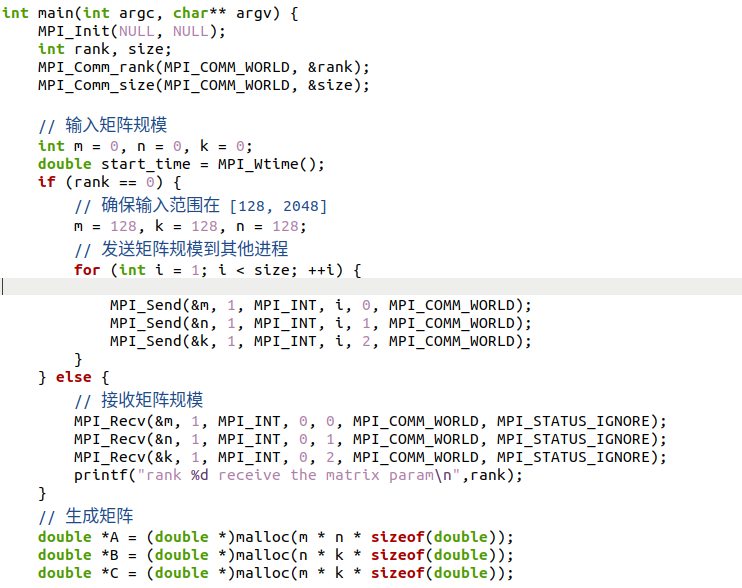 int main(int argc, char** argv) {
    MPI_Init(NULL, NULL);
    int rank, size;
    MPI_Comm_rank(MPI_COMM_WORLD, &rank);
    MPI_Comm_size(MPI_COMM_WORLD, &size);

    // 输入矩阵规模
    int m = 0, n = 0, k = 0;
    double start_time = MPI_Wtime();
    if (rank == 0) {
        // 确保输入范围在 [128, 2048]
        m = 128, k = 128, n = 128;
        // 发送矩阵规模到其他进程
        for (int i = 1; i < size; ++i) {

            MPI_Send(&m, 1, MPI_INT, i, 0, MPI_COMM_WORLD);
            MPI_Send(&n, 1, MPI_INT, i, 1, MPI_COMM_WORLD);
            MPI_Send(&k, 1, MPI_INT, i, 2, MPI_COMM_WORLD);
        }
    } else {
        // 接收矩阵规模
        MPI_Recv(&m, 1, MPI_INT, 0, 0, MPI_COMM_WORLD, MPI_STATUS_IGNORE);
        MPI_Recv(&n, 1, MPI_INT, 0, 1, MPI_COMM_WORLD, MPI_STATUS_IGNORE);
        MPI_Recv(&k, 1, MPI_INT, 0, 2, MPI_COMM_WORLD, MPI_STATUS_IGNORE);
        printf("rank %d receive the matrix param\n",rank);
    }
    // 生成矩阵
    double *A = (double *)malloc(m * n * sizeof(double));
    double *B = (double *)malloc(n * k * sizeof(double));
    double *C = (double *)malloc(m * k * sizeof(double));